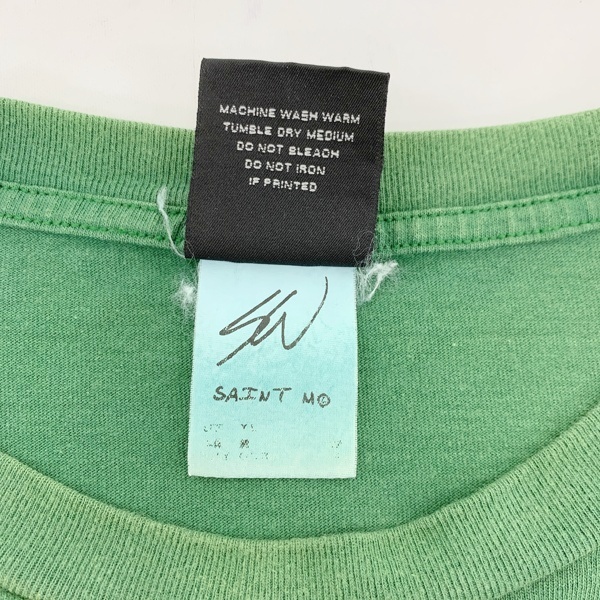 MACHINE WASH WARM
TUMBLE DRY MEDIUM
DO NOT BLEACH
DO NOT IRON
IF PRINTED
SAINT M©